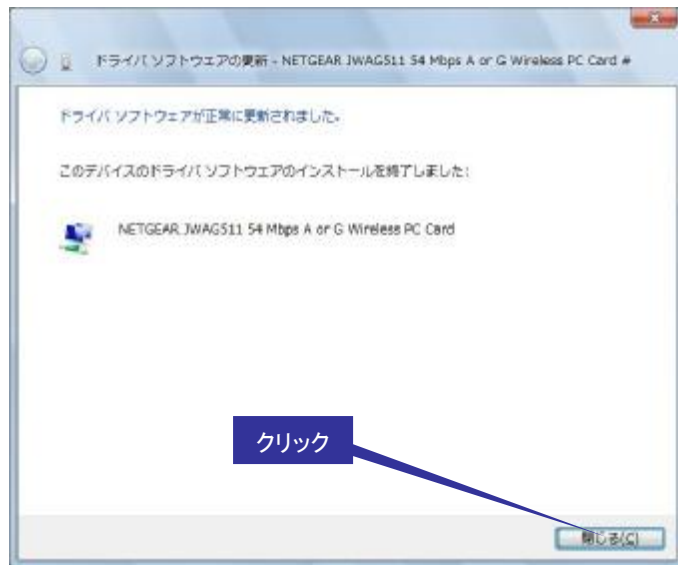 ドライバ ソフトウェアの更新 - NETGEAR JWAG511 54 Mbps A or G Wireless PC Card #
ドライバ ソフトウェアが正常に更新されました。
このデバイスのドライバ ソフトウェアのインストールを終了しました:
NETGEAR JWAG511 54 Mbps A or G Wireless PC Card
クリック
閉じる(C)